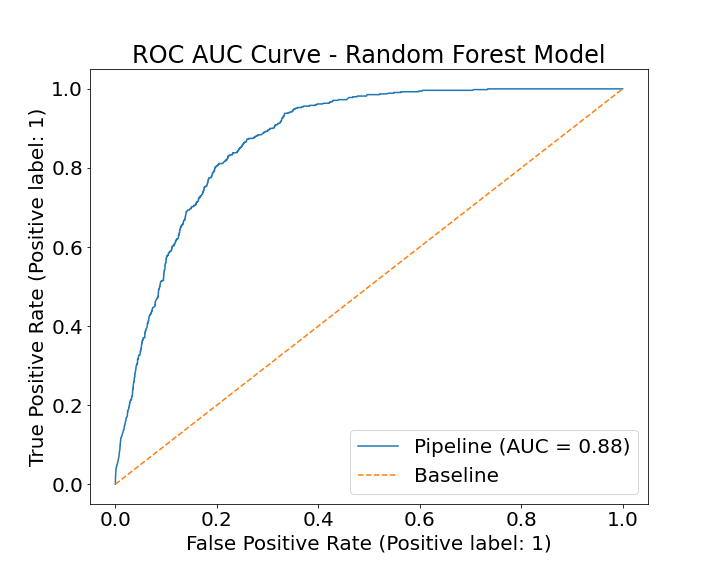 ROC AUC Curve - Random Forest Model
True Positive Rate (Positive label: 1)
1.0
0.8
0.6
0.4
0.2
0.0
Pipeline (AUC = 0.88)
Baseline
0.0 0.2 0.4 0.6 0.8 1.0
False Positive Rate (Positive label: 1)